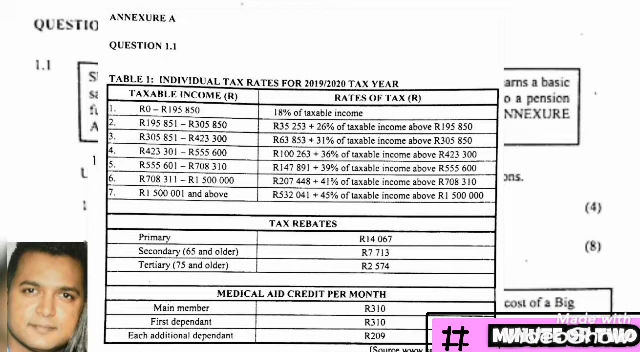 ANNEXURE A
QUESTION 1.1
TABLE 1: INDIVIDUAL TAX RATES FOR 2019/2020 TAX YEAR
TAXABLE INCOME (R) RATES OF TAX (R)
1. R0 – R195 850 18% of taxable income
2. R195 851 – R305 850 R35 253 + 26% of taxable income above R195 850
3. R305 851 – R423 300 R63 853 + 31% of taxable income above R305 850
4. R423 301 – R555 600 R100 263 + 36% of taxable income above R423 300
5. R555 601 – R708 310 R147 891 + 39% of taxable income above R555 600
6. R708 311 – R1 500 000 R207 448 + 41% of taxable income above R708 310
7. R1 500 001 and above R532 041 + 45% of taxable income above R1 500 000
TAX REBATES
Primary R14 067
Secondary (65 and older) R7 713
Tertiary (75 and older) R2 574
MEDICAL AID CREDIT PER MONTH
Main member R310
First dependant R310
Each additional dependant R209
[Source
1.1
a basic
o a pension
NNEXURE
(4)
(8)
cost of a Big
Made with
# MINUTE